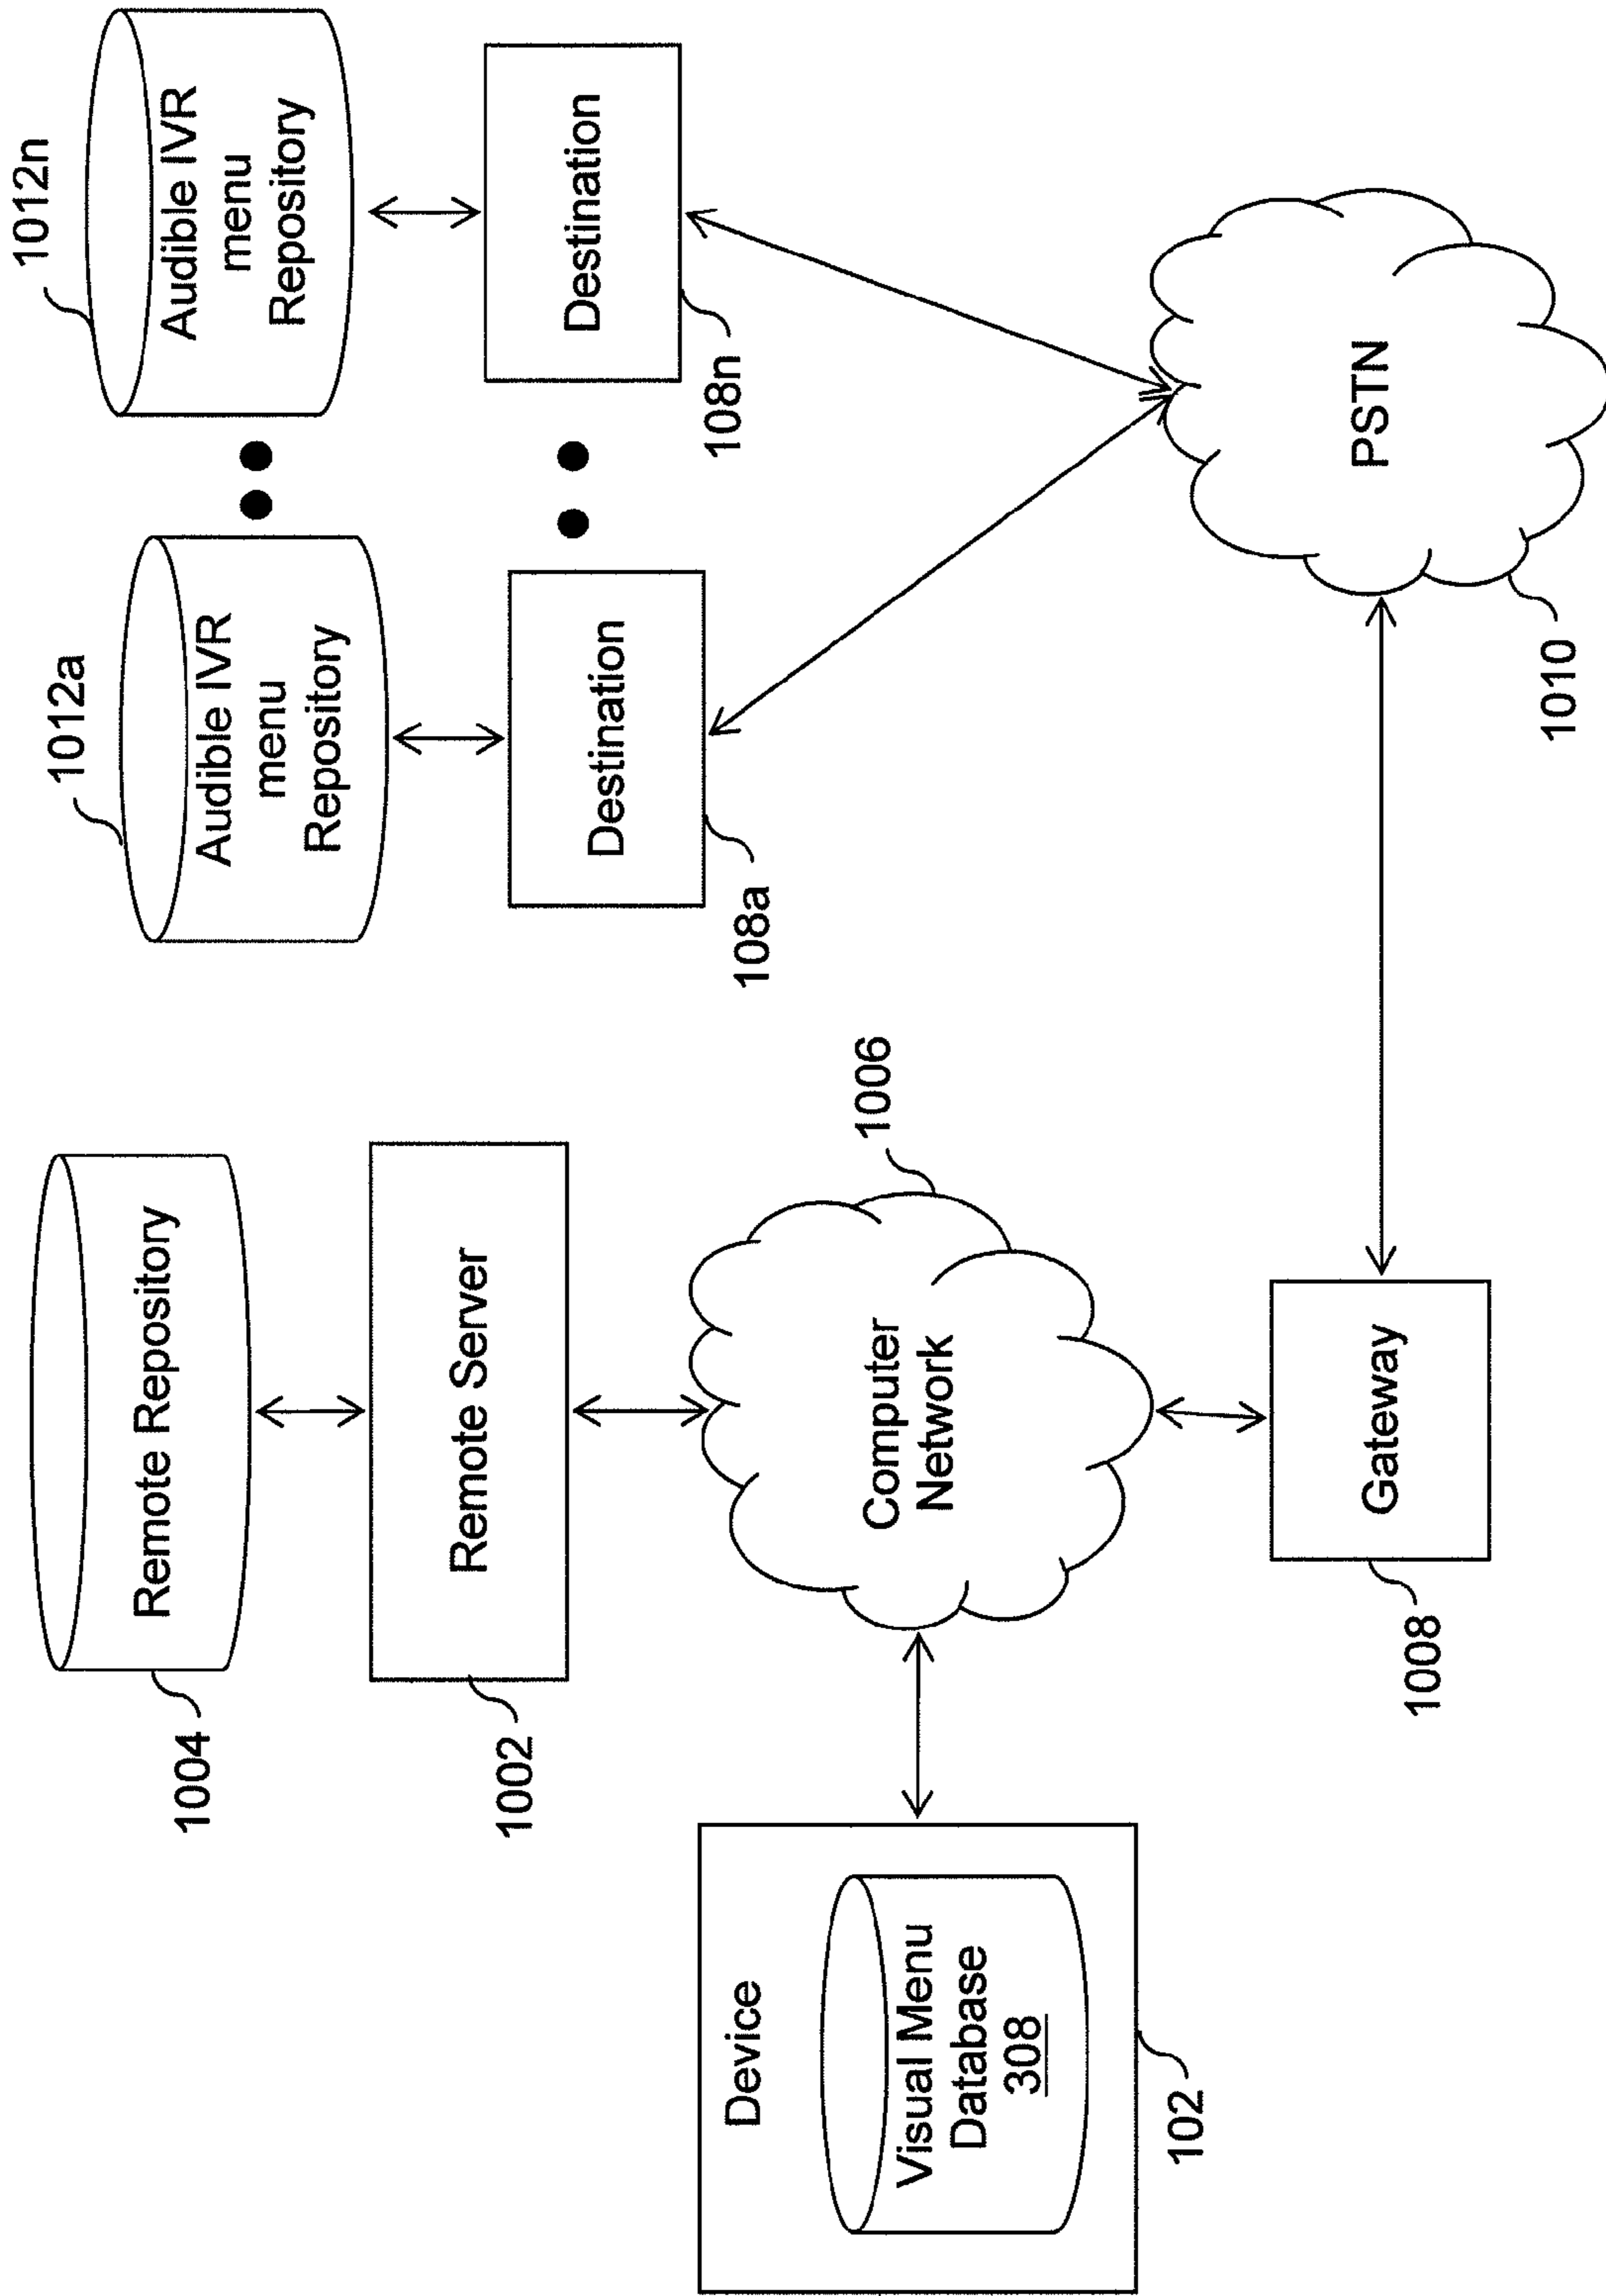 Remote Repository
1004
Remote Server
1002
Computer
Network
1006
Device
Visual Menu
Database
308
102
Gateway
1008
1012a
Audible IVR
menu
Repository
Destination
108a
1012n
Audible IVR
menu
Repository
Destination
108n
PSTN
1010